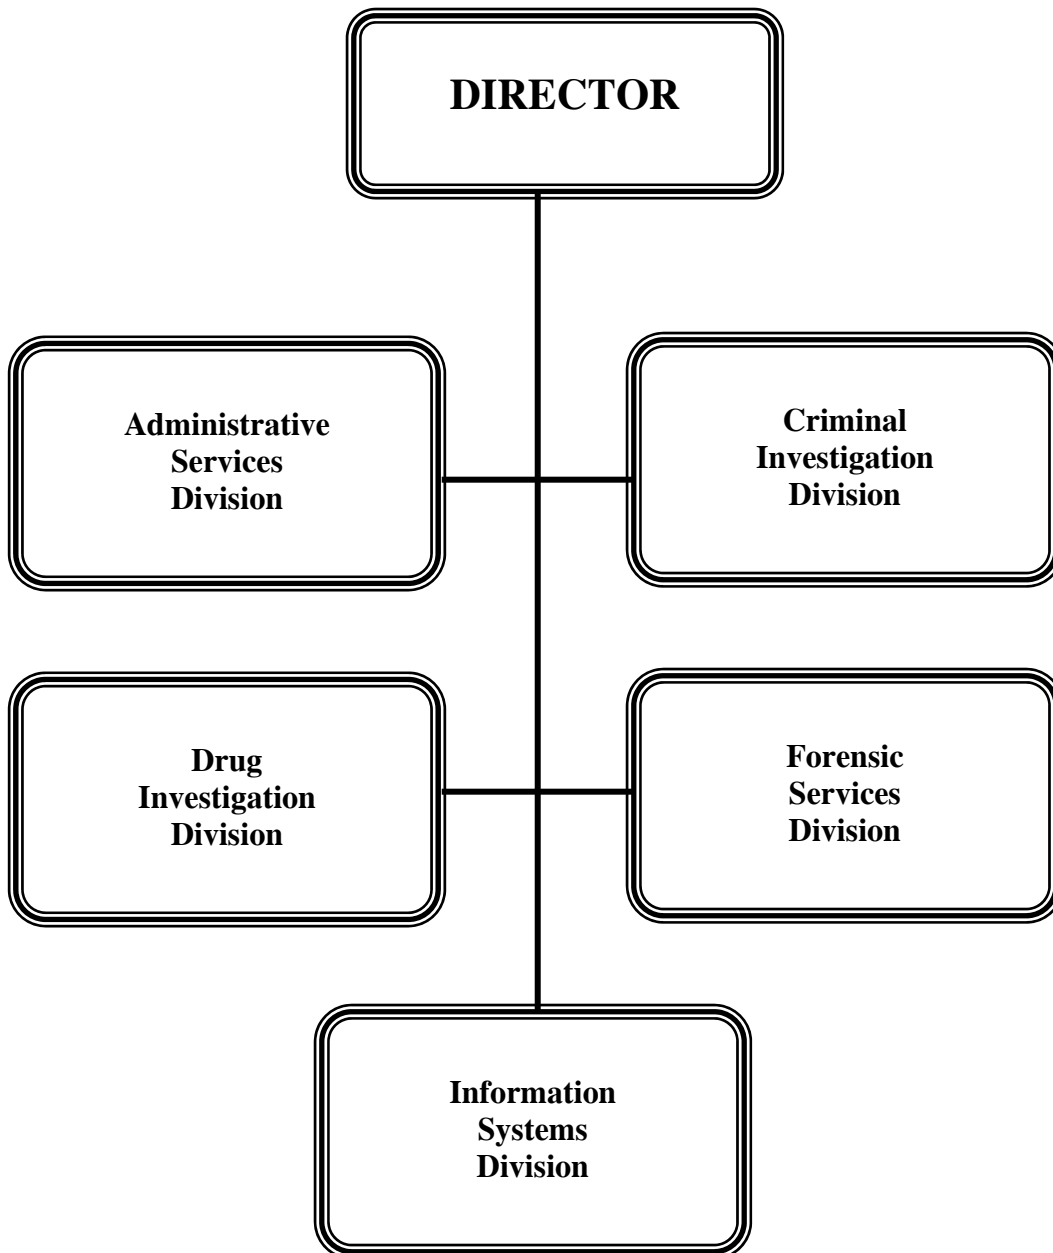 DIRECTOR
Administrative
Services
Division
Criminal
Investigation
Division
Drug
Investigation
Division
Forensic
Services
Division
Information
Systems
Division